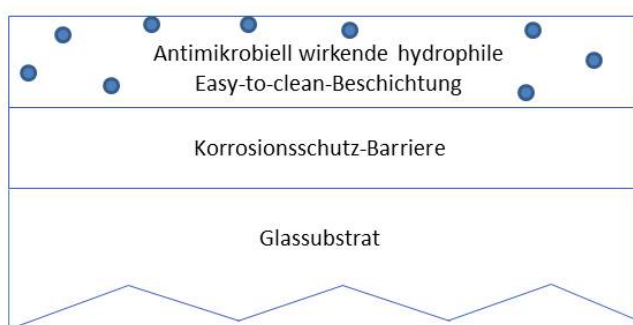 Antimikrobiell wirkende hydrophile
Easy-to-clean-Beschichtung
Korrosionsschutz-Barriere
Glassubstrat